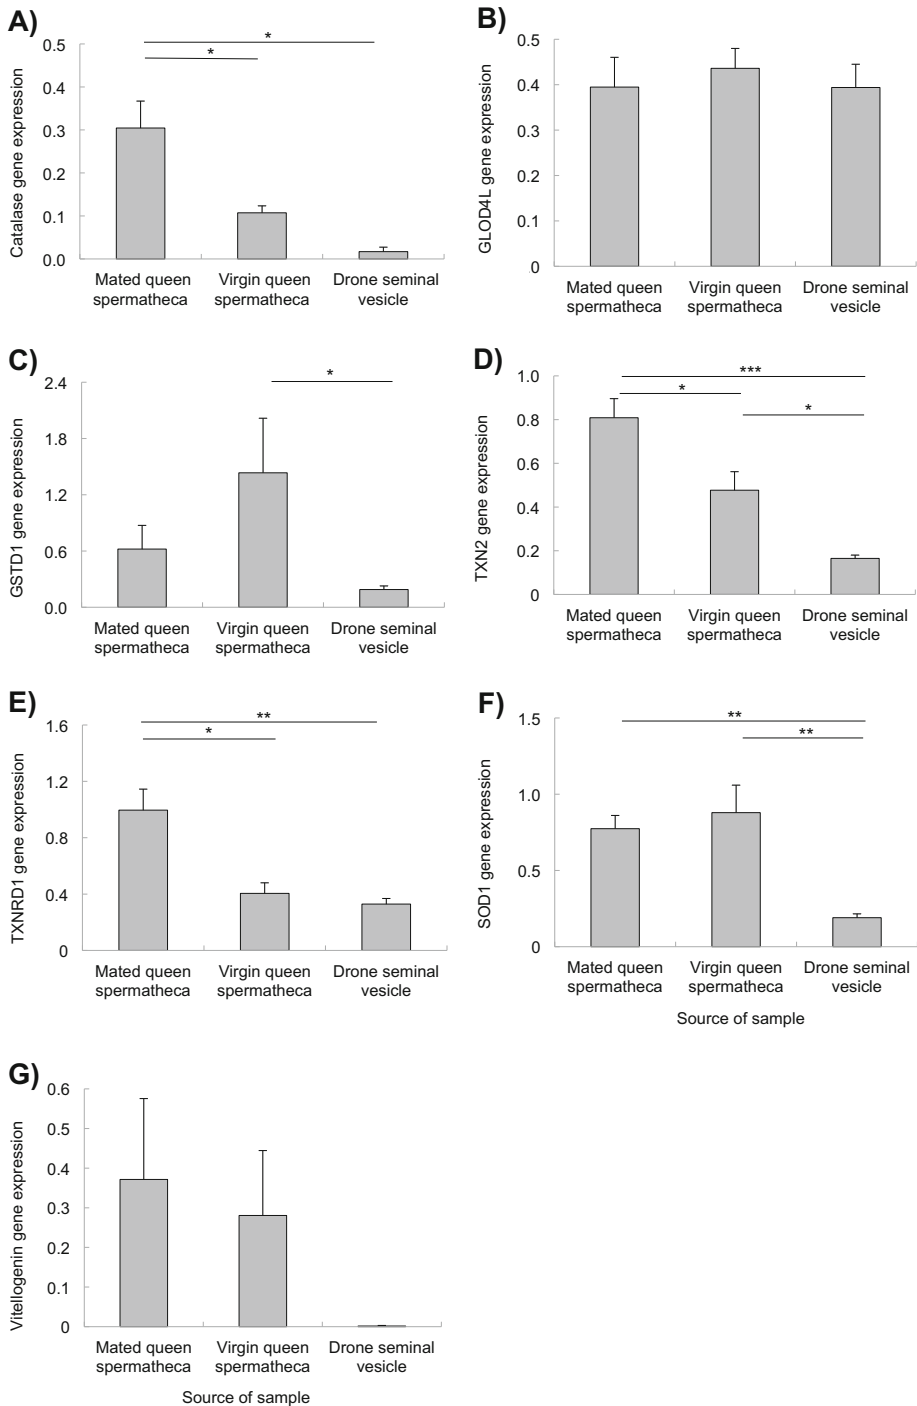 A)
Catalase gene expression
0.5
0.4
0.3
0.2
0.1
0.0
*
*
Mated queen spermatheca
Virgin queen spermatheca
Drone seminal vesicle
B)
GLOD4L gene expression
0.5
0.4
0.3
0.2
0.1
0
Mated queen spermatheca
Virgin queen spermatheca
Drone seminal vesicle
C)
GSTD1 gene expression
2.4
1.8
1.2
0.6
0.0
*
Mated queen spermatheca
Virgin queen spermatheca
Drone seminal vesicle
D)
TXN2 gene expression
1.0
0.8
0.6
0.4
0.2
0.0
***
*
*
Mated queen spermatheca
Virgin queen spermatheca
Drone seminal vesicle
E)
TXNRD1 gene expression
1.6
1.2
0.8
0.4
0
**
*
Mated queen spermatheca
Virgin queen spermatheca
Drone seminal vesicle
F)
SOD1 gene expression
1.5
1.0
0.5
0
**
**
Mated queen spermatheca
Virgin queen spermatheca
Drone seminal vesicle
Source of sample
G)
Vitellogenin gene expression
0.6
0.5
0.4
0.3
0.2
0.1
0
Mated queen spermatheca
Virgin queen spermatheca
Drone seminal vesicle
Source of sample